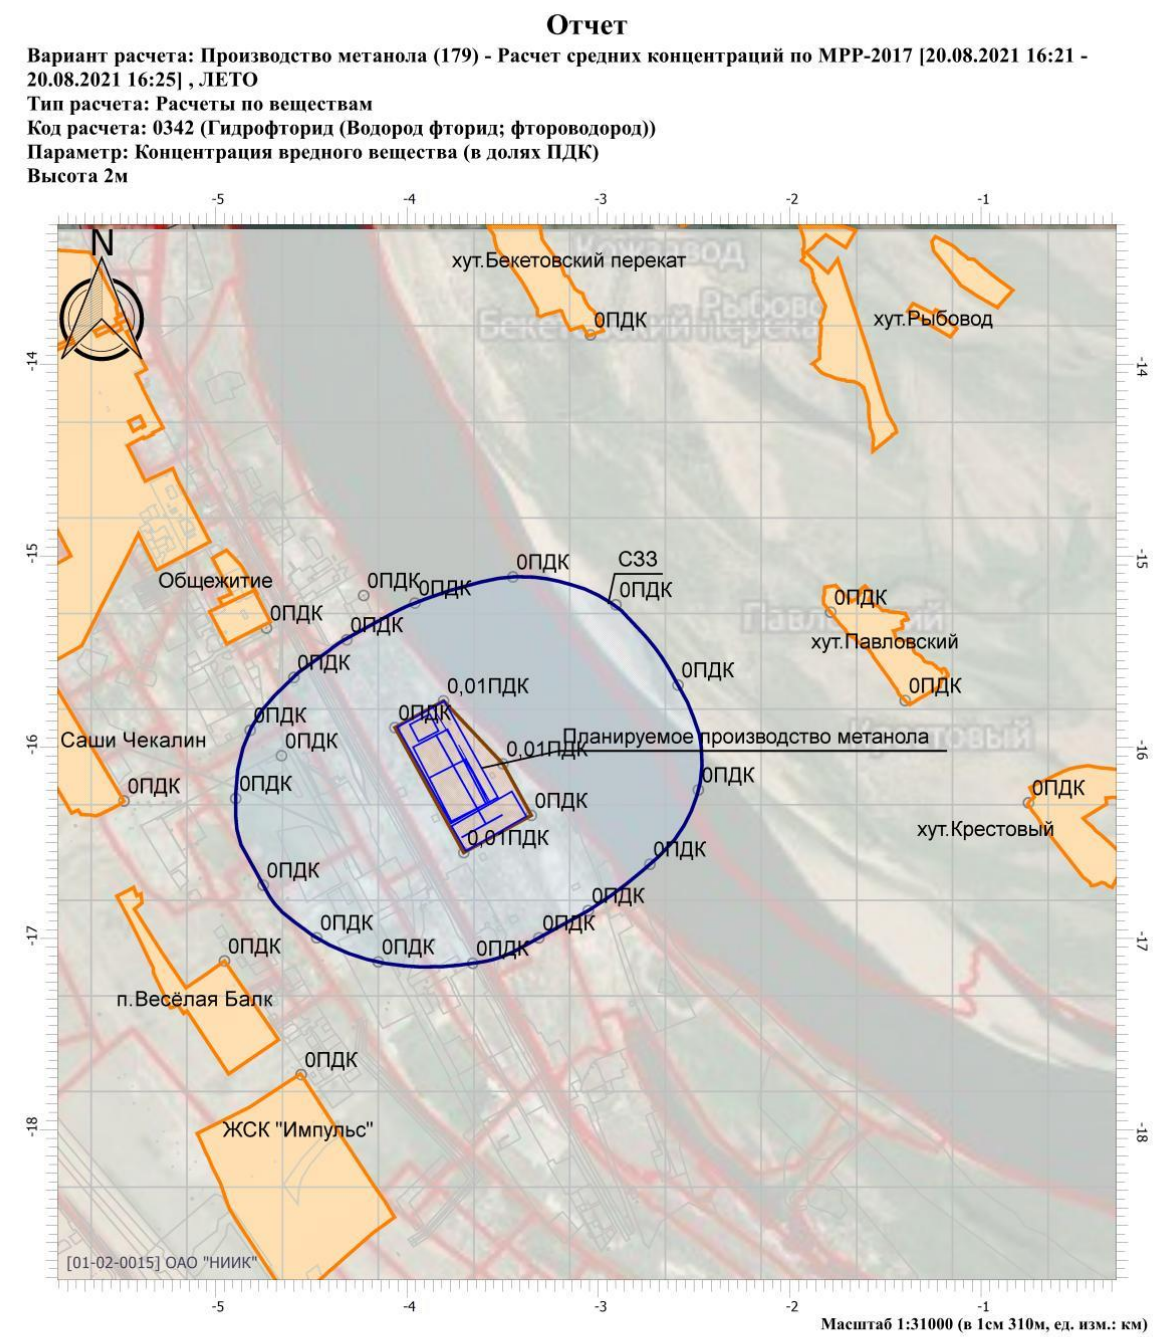 Отчет
Вариант расчета: Производство метанола (179) - Расчет средних концентраций по МРР-2017 [20.08.2021 16:21 -
20.08.2021 16:25] , ЛЕТО
Тип расчета: Расчеты по веществам
Код расчета: 0342 (Гидрофторид (Водород фторид; фтороводород))
Параметр: Концентрация вредного вещества (в долях ПДК)
Высота 2м
-5 -4 -3 -2 -1
N
Кожзавод
хут.Бекетовский перекат
0ПДК
хут.Рыбовод
-14 -14
-15 -15
0ПДК
СЗЗ
Общежитие
0ПДК
0ПДК
0ПДК
0ПДК
0ПДК
0ПДК
хут.Павловский
0ПДК
0ПДК
0ПДК
0ПДК
0,01ПДК
0ПДК
0ПДК
Саши Чекалин
0ПДК
0,01ПДК
Планируемое производство метанола
-16 -16
0ПДК
0ПДК
0ПДК
0ПДК
0ПДК
хут.Крестовый
0,01ПДК
0ПДК
0ПДК
0ПДК
0ПДК
0ПДК
-17 -17
0ПДК
0ПДК
0ПДК
п.Весёлая Балк
0ПДК
ЖСК "Импульс"
-18 -18
[01-02-0015] ОАО "НИИК"
-5 -4 -3 -2 -1
Масштаб 1:31000 (в 1см 310м, ед. изм.: км)